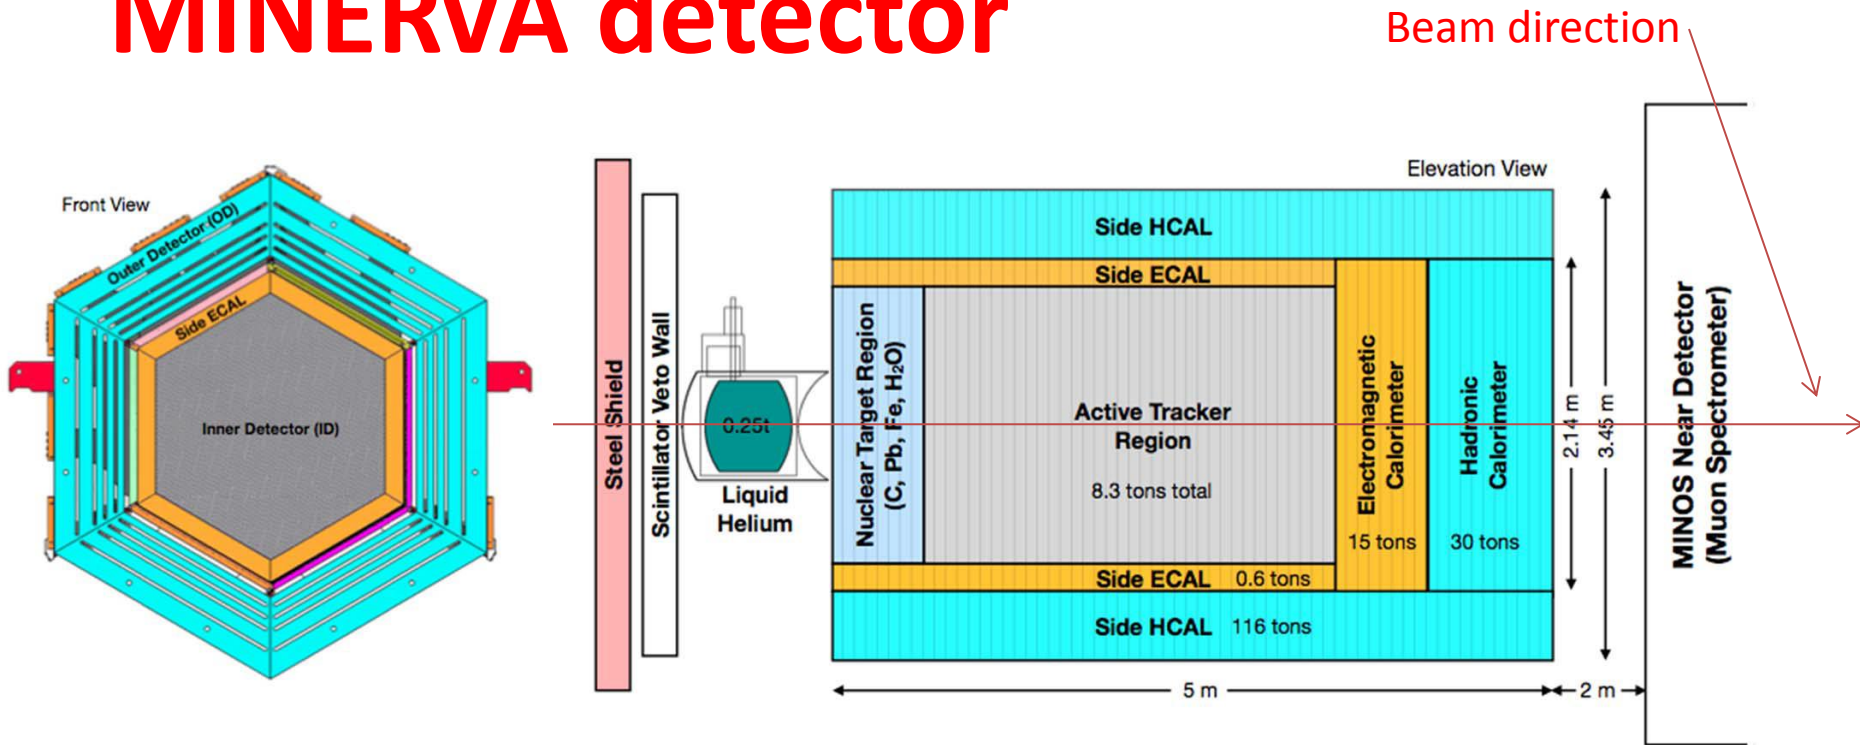 MINERvA detector
Beam direction
Front View
Outer Detector (OD)
Side ECAL
Inner Detector (ID)
Elevation View
Steel Shield
Scintillator Veto Wall
0.25t
Liquid
Helium
Side HCAL
Side ECAL
Nuclear Target Region
(C, Pb, Fe, H₂O)
Active Tracker
Region
8.3 tons total
Electromagnetic
Calorimeter
15 tons
Hadronic
Calorimeter
30 tons
Side ECAL 0.6 tons
Side HCAL 116 tons
2.14 m
3.45 m
5 m
2 m
MINOS Near Detector
(Muon Spectrometer)